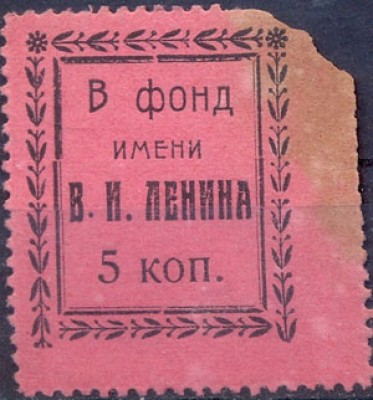 В ФОНД
ИМЕНИ
В. И. ЛЕНИНА
5 КОП.